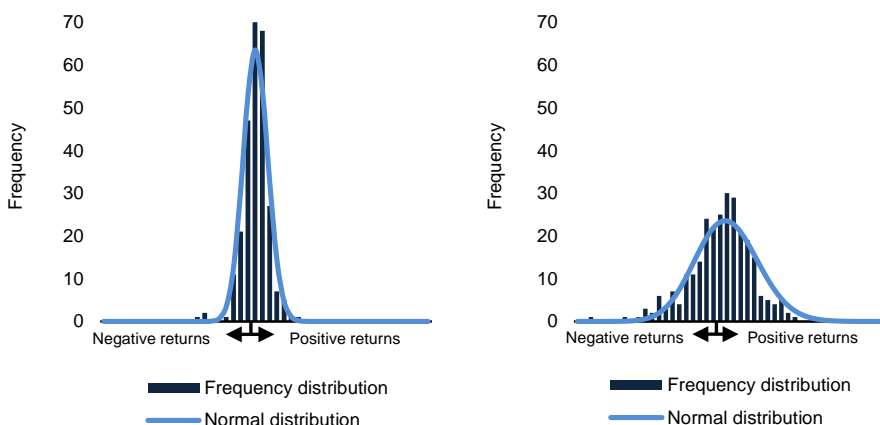 70
60
50
40
30
20
10
0
Frequency
Negative returns Positive returns
Frequency distribution
Normal distribution
70
60
50
40
30
20
10
0
Frequency
Negative returns Positive returns
Frequency distribution
Normal distribution